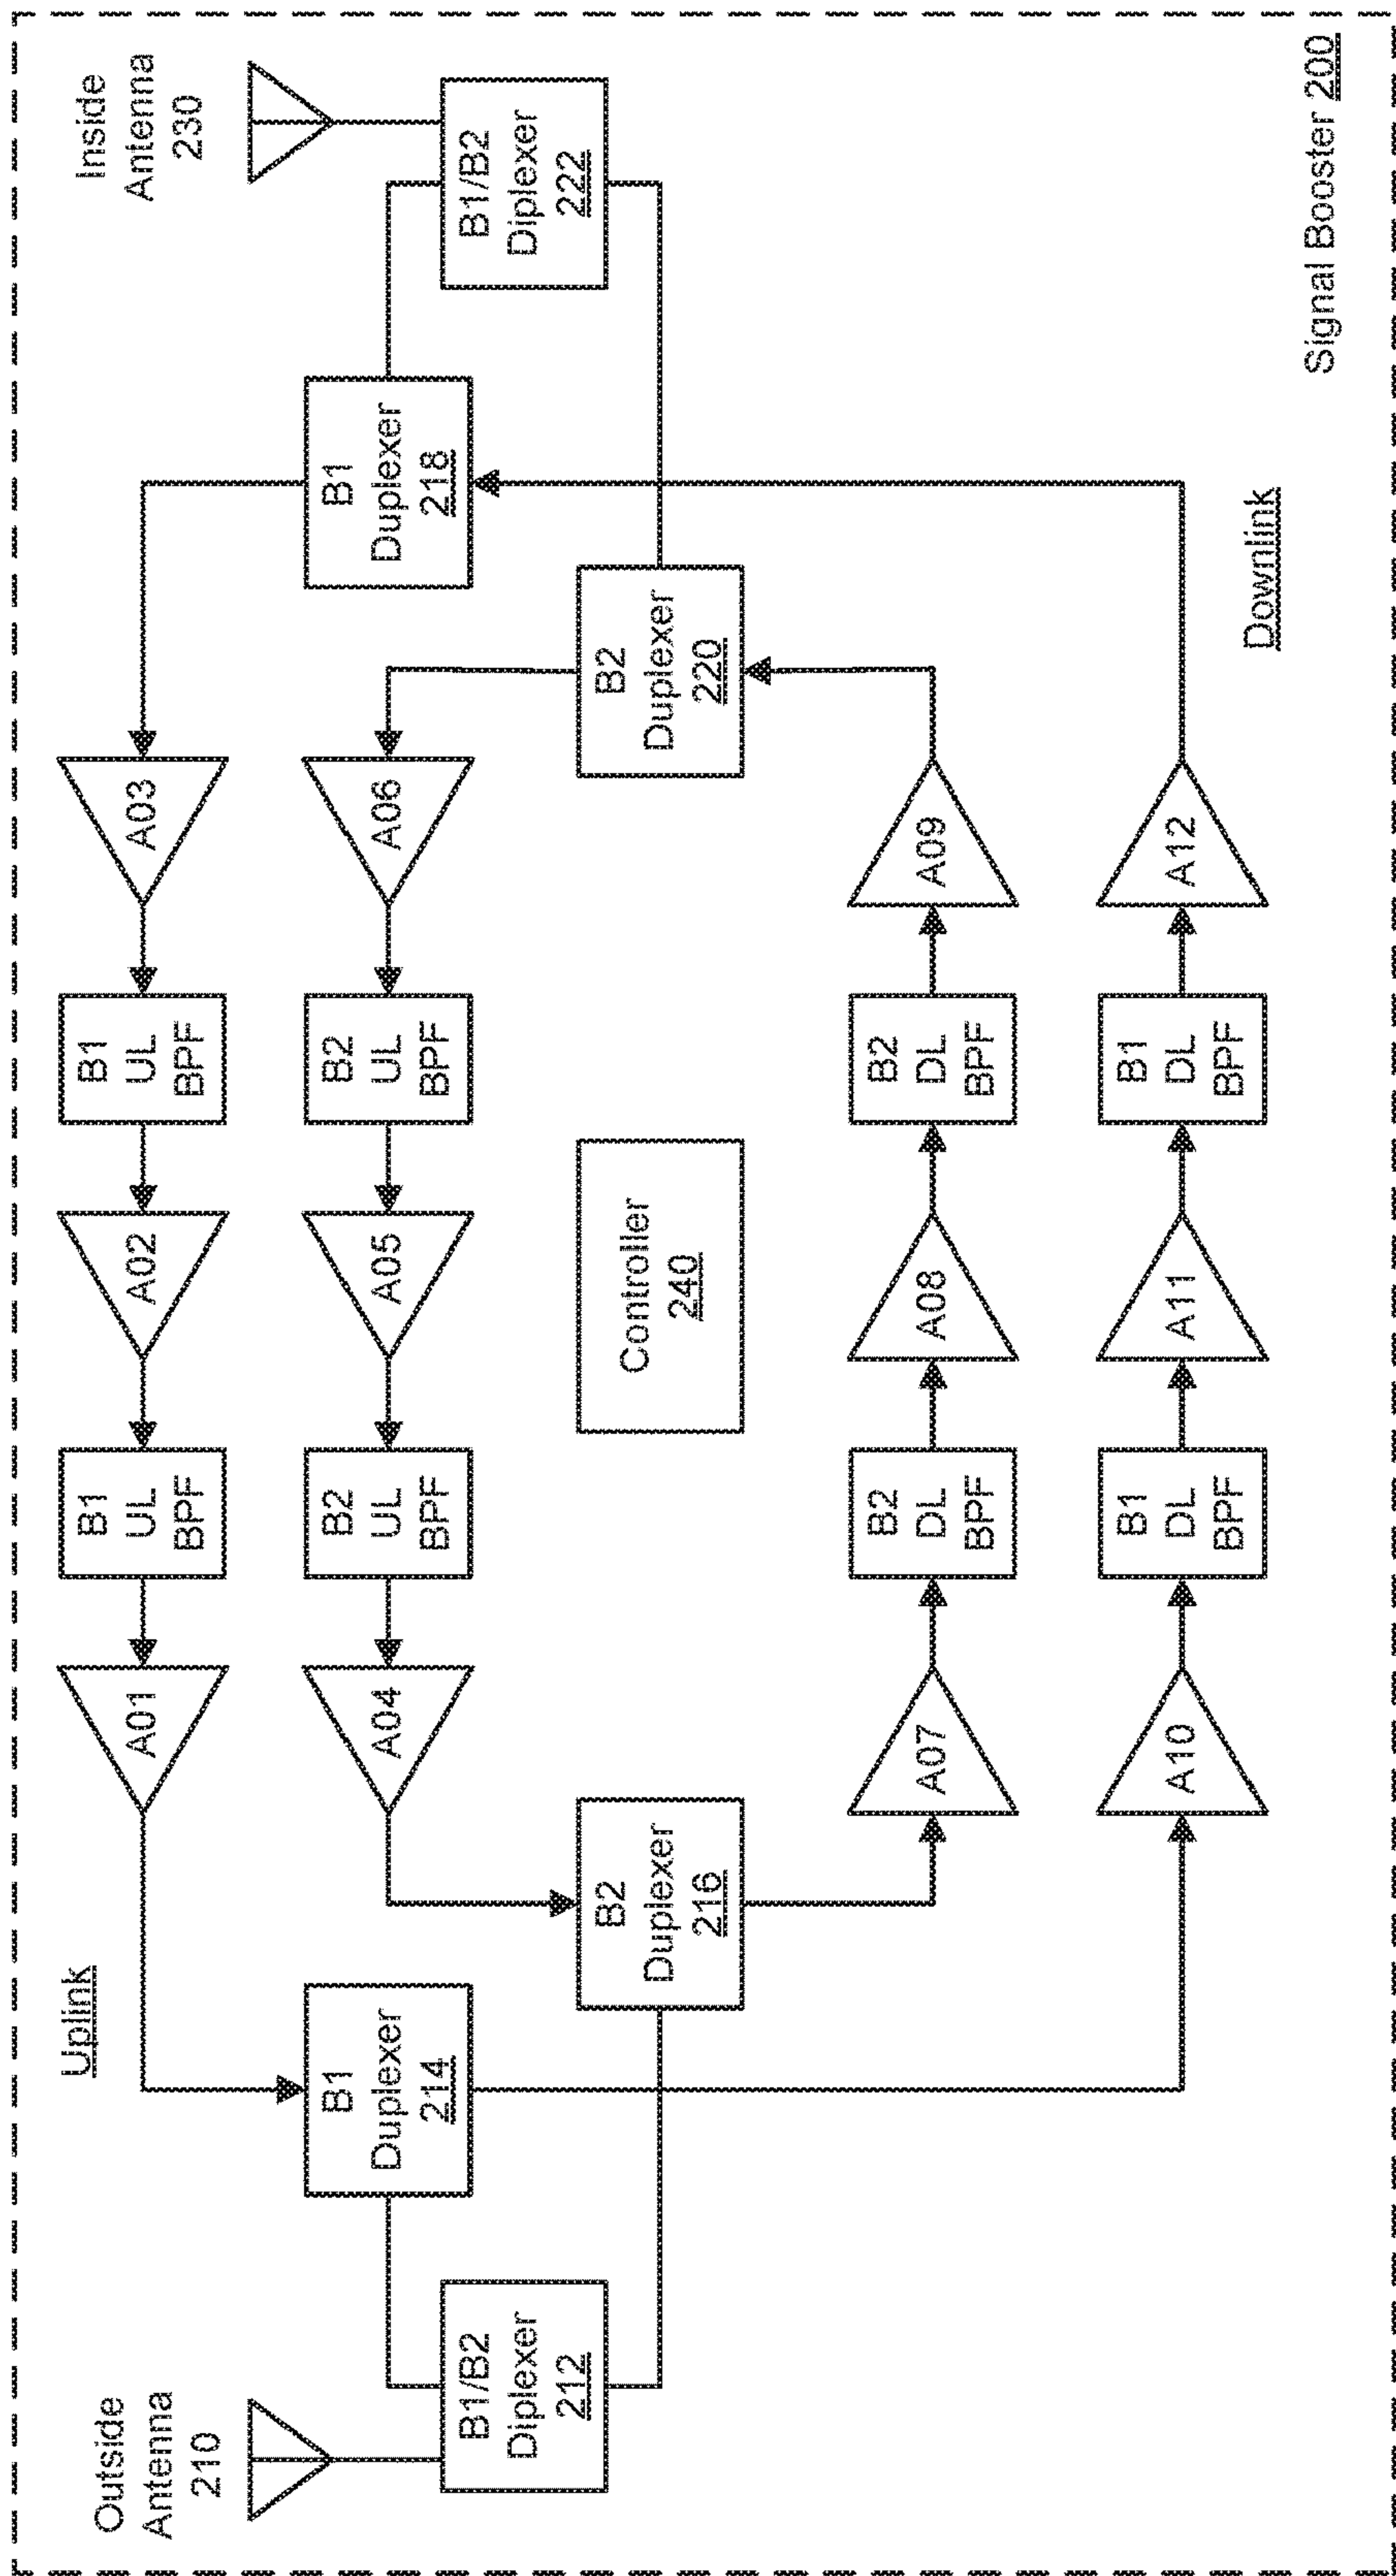 Outside
Antenna
210
Uplink
Inside
Antenna
230
A01
B1
UL
BPF
A02
B1
UL
BPF
A03
B1
Duplexer
214
A04
B2
UL
BPF
A05
B2
UL
BPF
A06
B1
Duplexer
218
B1/B2
Diplexer
212
B1/B2
Diplexer
222
B2
Duplexer
216
Controller
240
B2
Duplexer
220
A07
B2
DL
BPF
A08
B2
DL
BPF
A09
A10
B1
DL
BPF
A11
B1
DL
BPF
A12
Downlink
Signal Booster 200